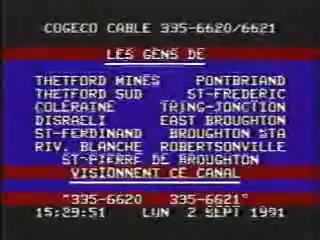 COGECO CABLE 335-6620/6621
LES GENS DE
THETFORD MINES PONTBRIAND
THETFORD SUD ST-FREDERIC
COLERAINE TRING-JONCTION
DISRAELI EAST BROUGHTON
ST-FERDINAND BROUGHTON STA
RIV. BLANCHE ROBERTSONVILLE
ST-PIERRE DE BROUGHTON
VISIONNENT CE CANAL
"335-6620 335-6621"
15:29:51 LUN 2 SEPT 1991